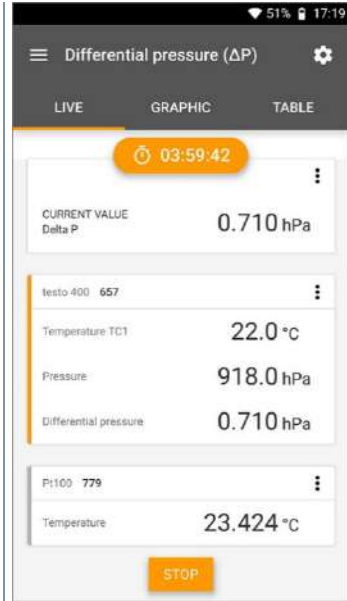 51% 17:19
Differential pressure (ΔP)
LIVE GRAPHIC TABLE
03:59:42
CURRENT VALUE
Delta P 0.710 hPa
testo 400 657
Temperature TC1 22.0 °C
Pressure 918.0 hPa
Differential pressure 0.710 hPa
Pt100 779
Temperature 23.424 °C
STOP